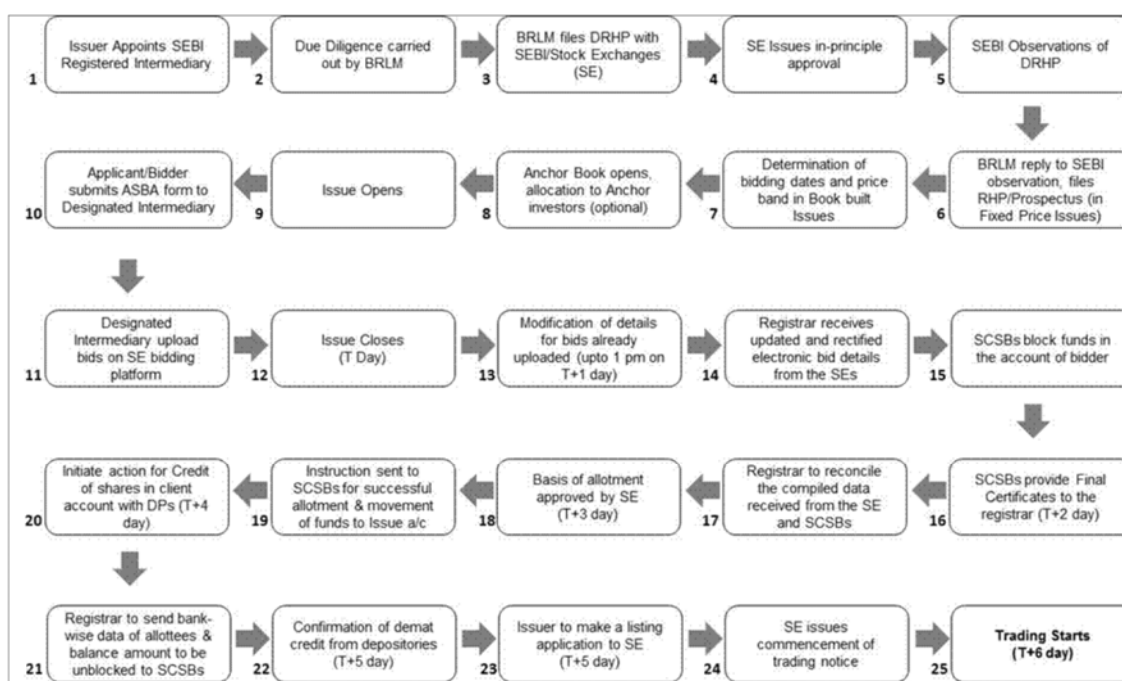 Issuer Appoints SEBI
Registered Intermediary
1
Due Diligence carried
out by BRLM
2
BRLM files DRHP with
SEBI/Stock Exchanges
(SE)
3
SE Issues in-principle
approval
4
SEBI Observations of
DRHP
5
BRLM reply to SEBI
observation, files
RHP/Prospectus (in
Fixed Price Issues)
6
Determination of
bidding dates and price
band in Book built
Issues
7
Anchor Book opens,
allocation to Anchor
investors (optional)
8
Issue Opens
9
Applicant/Bidder
submits ASBA form to
Designated Intermediary
10
Designated
Intermediary upload
bids on SE bidding
platform
11
Issue Closes
(T Day)
12
Modification of details
for bids already
uploaded (upto 1 pm on
T+1 day)
13
Registrar receives
updated and rectified
electronic bid details
from the SEs
14
SCSBs block funds in
the account of bidder
15
SCSBs provide Final
Certificates to the
registrar (T+2 day)
16
Registrar to reconcile
the compiled data
received from the SE
and SCSBs
17
Basis of allotment
approved by SE
(T+3 day)
18
Instruction sent to
SCSBs for successful
allotment & movement
of funds to Issue a/c
19
Initiate action for Credit
of shares in client
account with DPs (T+4
day)
20
Registrar to send bank-
wise data of allottees &
balance amount to be
unblocked to SCSBs
21
Confirmation of demat
credit from depositories
(T+5 day)
22
Issuer to make a listing
application to SE
(T+5 day)
23
SE issues
commencement of
trading notice
24
Trading Starts
(T+6 day)
25